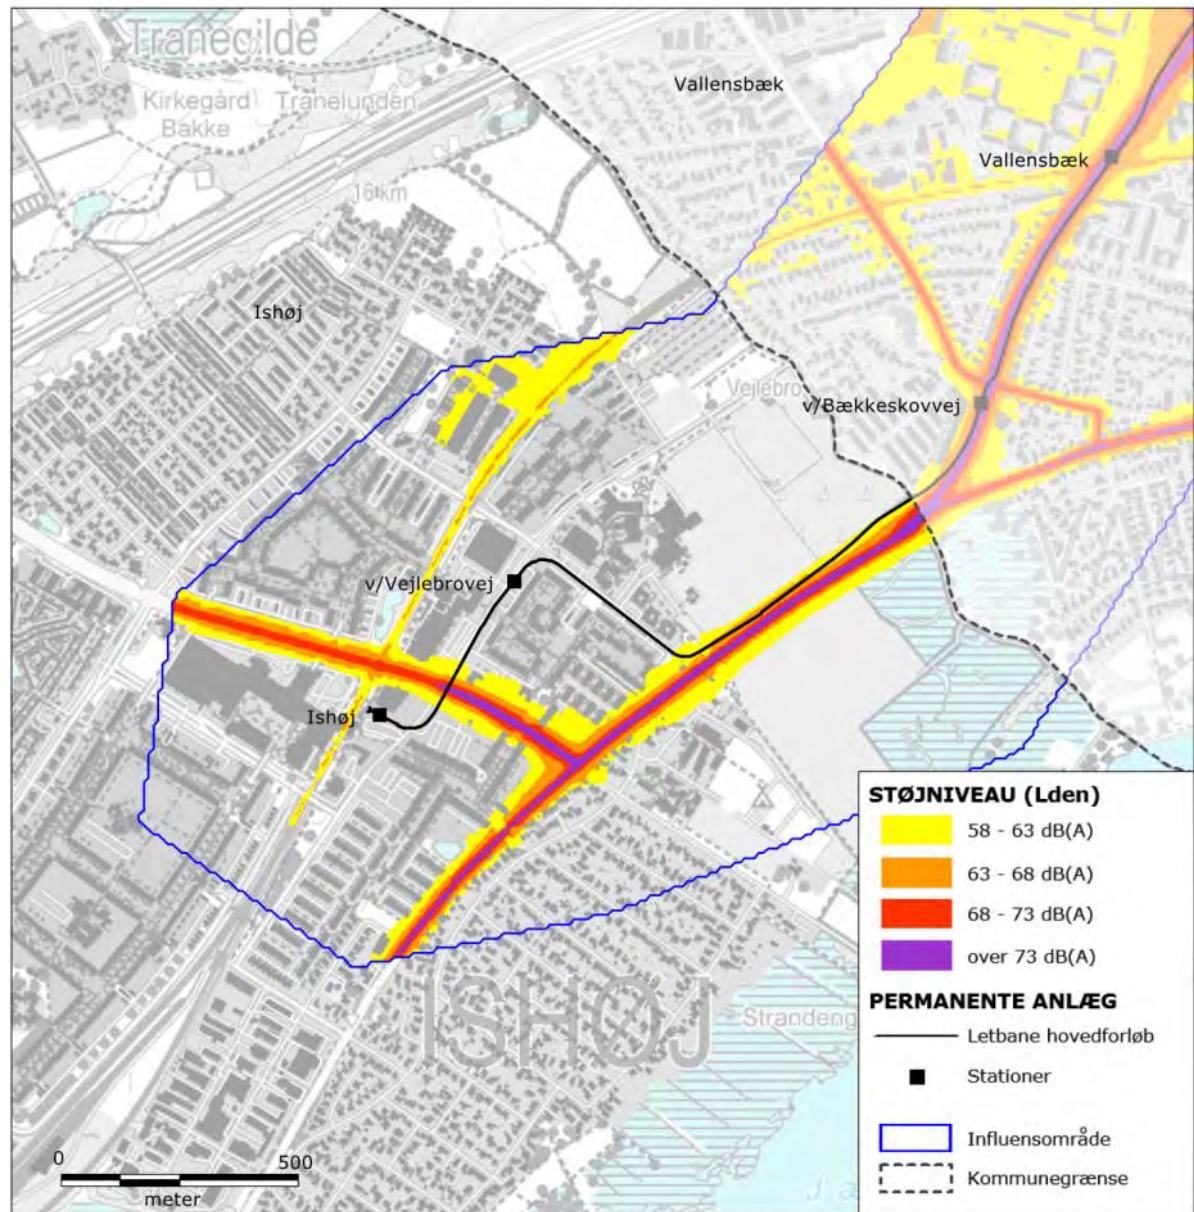 Tranegilde
Vallensbæk
Kirkegård
Bakke
Tranelunden
Vallensbæk
16 km
Ishøj
Vejlebro
v/Bækkeskovvej
v/Vejlebrovej
Ishøj
ISHØJ
Strandeng
0 500
meter
STØJNIVEAU (Lden)
58 - 63 dB(A)
63 - 68 dB(A)
68 - 73 dB(A)
over 73 dB(A)
PERMANENTE ANLÆG
Letbane hovedforløb
Stationer
Influensområde
Kommunegrænse